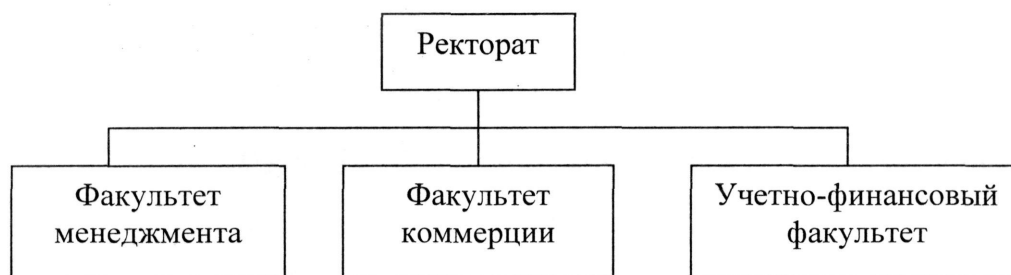 Ректорат
Факультет
менеджмента
Факультет
коммерции
Учетно-финансовый
факультет